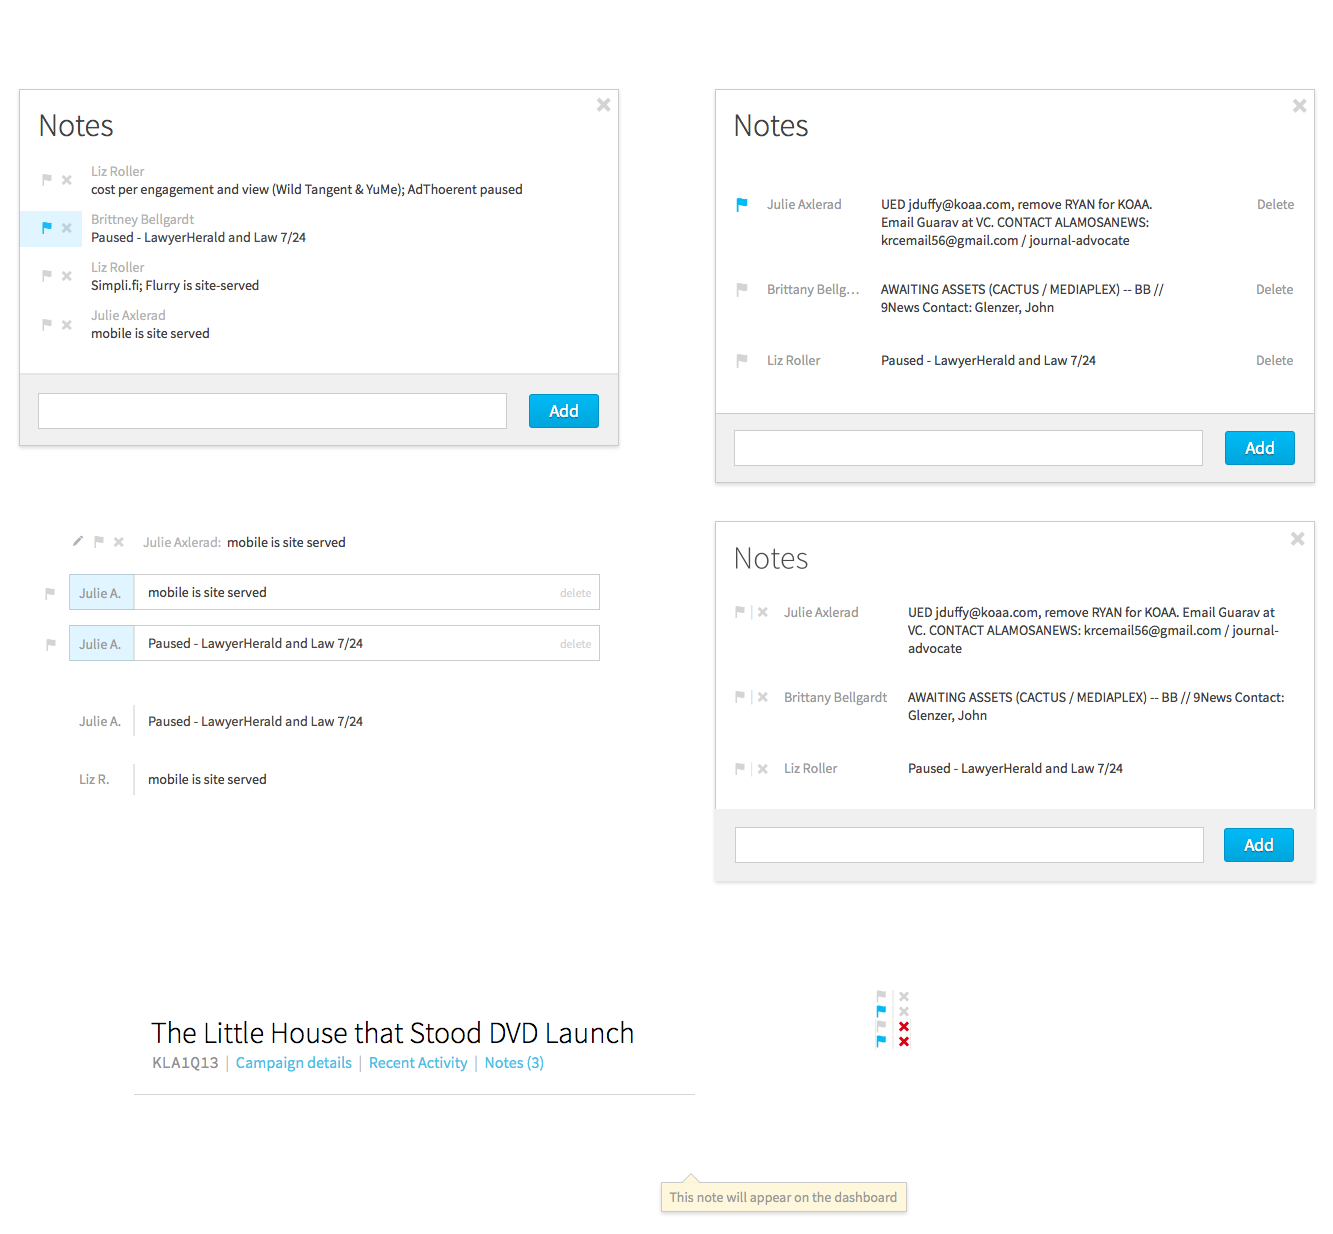 Notes
Liz Roller
cost per engagement and view (Wild Tangent & YuMe); AdThoerent paused
Brittney Bellgardt
Paused - LawyerHerald and Law 7/24
Liz Roller
Simpli.fi; Flurry is site-served
Julie Axlerad
mobile is site served
Add
Notes
Julie Axlerad
UED jduffy@koaa.com, remove RYAN for KOAA.
Email Guarav at VC. CONTACT ALAMOSANEWS:
krcemail56@gmail.com / journal-advocate
Delete
Brittany Bellg...
AWAITING ASSETS (CACTUS / MEDIAPLEX) -- BB //
9News Contact: Glenzer, John
Delete
Liz Roller
Paused - LawyerHerald and Law 7/24
Delete
Add
Julie Axlerad: mobile is site served
Julie A. mobile is site served delete
Julie A. Paused - LawyerHerald and Law 7/24 delete
Julie A. Paused - LawyerHerald and Law 7/24
Liz R. mobile is site served
Notes
Julie Axlerad
UED jduffy@koaa.com, remove RYAN for KOAA. Email Guarav at
VC. CONTACT ALAMOSANEWS: krcemail56@gmail.com / journal-
advocate
Brittany Bellgardt
AWAITING ASSETS (CACTUS / MEDIAPLEX) -- BB // 9News Contact:
Glenzer, John
Liz Roller
Paused - LawyerHerald and Law 7/24
Add
The Little House that Stood DVD Launch
KLA1Q13 | Campaign details | Recent Activity | Notes (3)
This note will appear on the dashboard